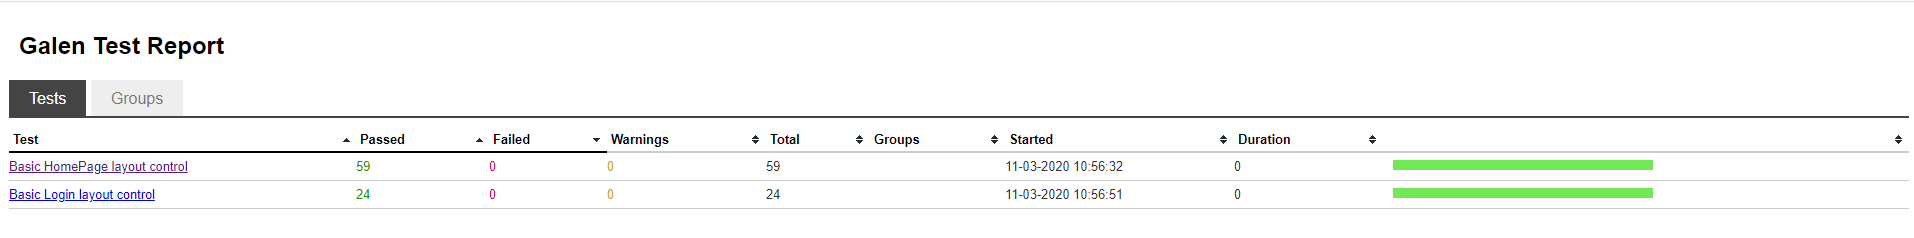 Galen Test Report
Tests Groups
Test Passed Failed Warnings Total Groups Started Duration
Basic HomePage layout control 59 0 0 59 11-03-2020 10:56:32 0
Basic Login layout control 24 0 0 24 11-03-2020 10:56:51 0